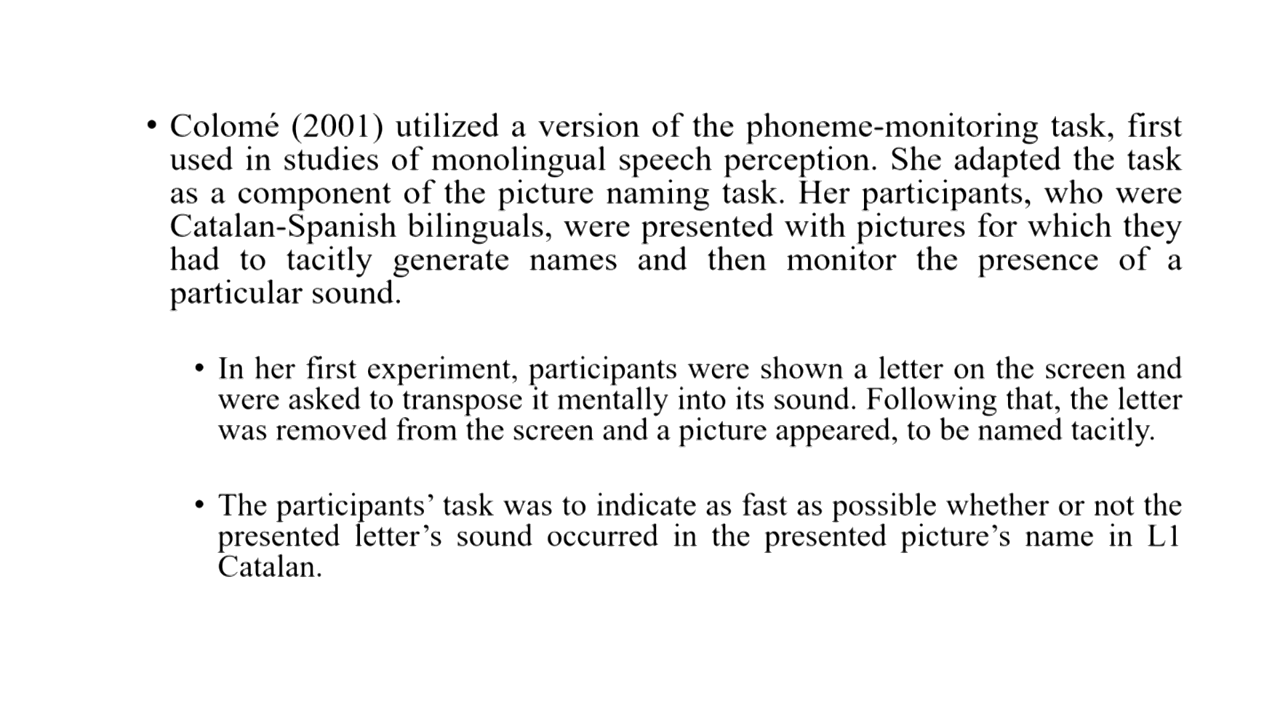 • Colomé (2001) utilized a version of the phoneme-monitoring task, first
used in studies of monolingual speech perception. She adapted the task
as a component of the picture naming task. Her participants, who were
Catalan-Spanish bilinguals, were presented with pictures for which they
had to tacitly generate names and then monitor the presence of a
particular sound.
• In her first experiment, participants were shown a letter on the screen and
were asked to transpose it mentally into its sound. Following that, the letter
was removed from the screen and a picture appeared, to be named tacitly.
• The participants’ task was to indicate as fast as possible whether or not the
presented letter’s sound occurred in the presented picture’s name in L1
Catalan.